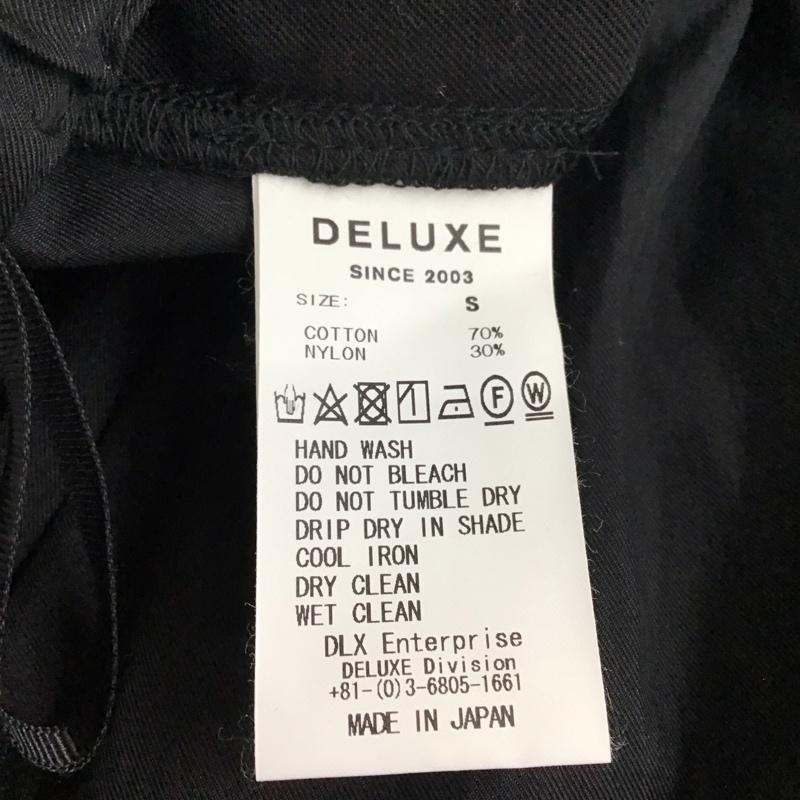 DELUXE
SINCE 2003
SIZE: S
COTTON 70%
NYLON 30%
F W
HAND WASH
DO NOT BLEACH
DO NOT TUMBLE DRY
DRIP DRY IN SHADE
COOL IRON
DRY CLEAN
WET CLEAN
DLX Enterprise
DELUXE Division
+81-(0)3-6805-1661
MADE IN JAPAN